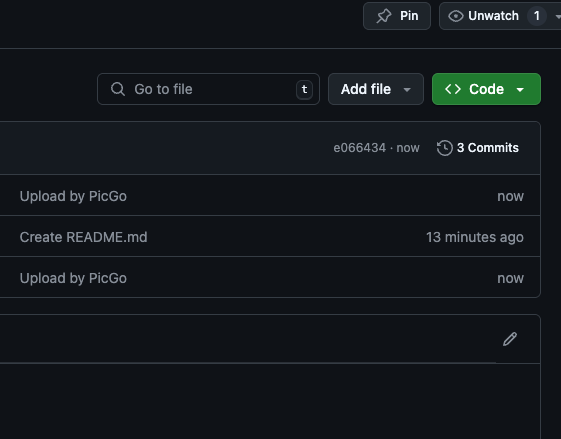 Pin
Unwatch 1
Go to file t
Add file
Code
e066434 · now
3 Commits
Upload by PicGo now
Create README.md 13 minutes ago
Upload by PicGo now